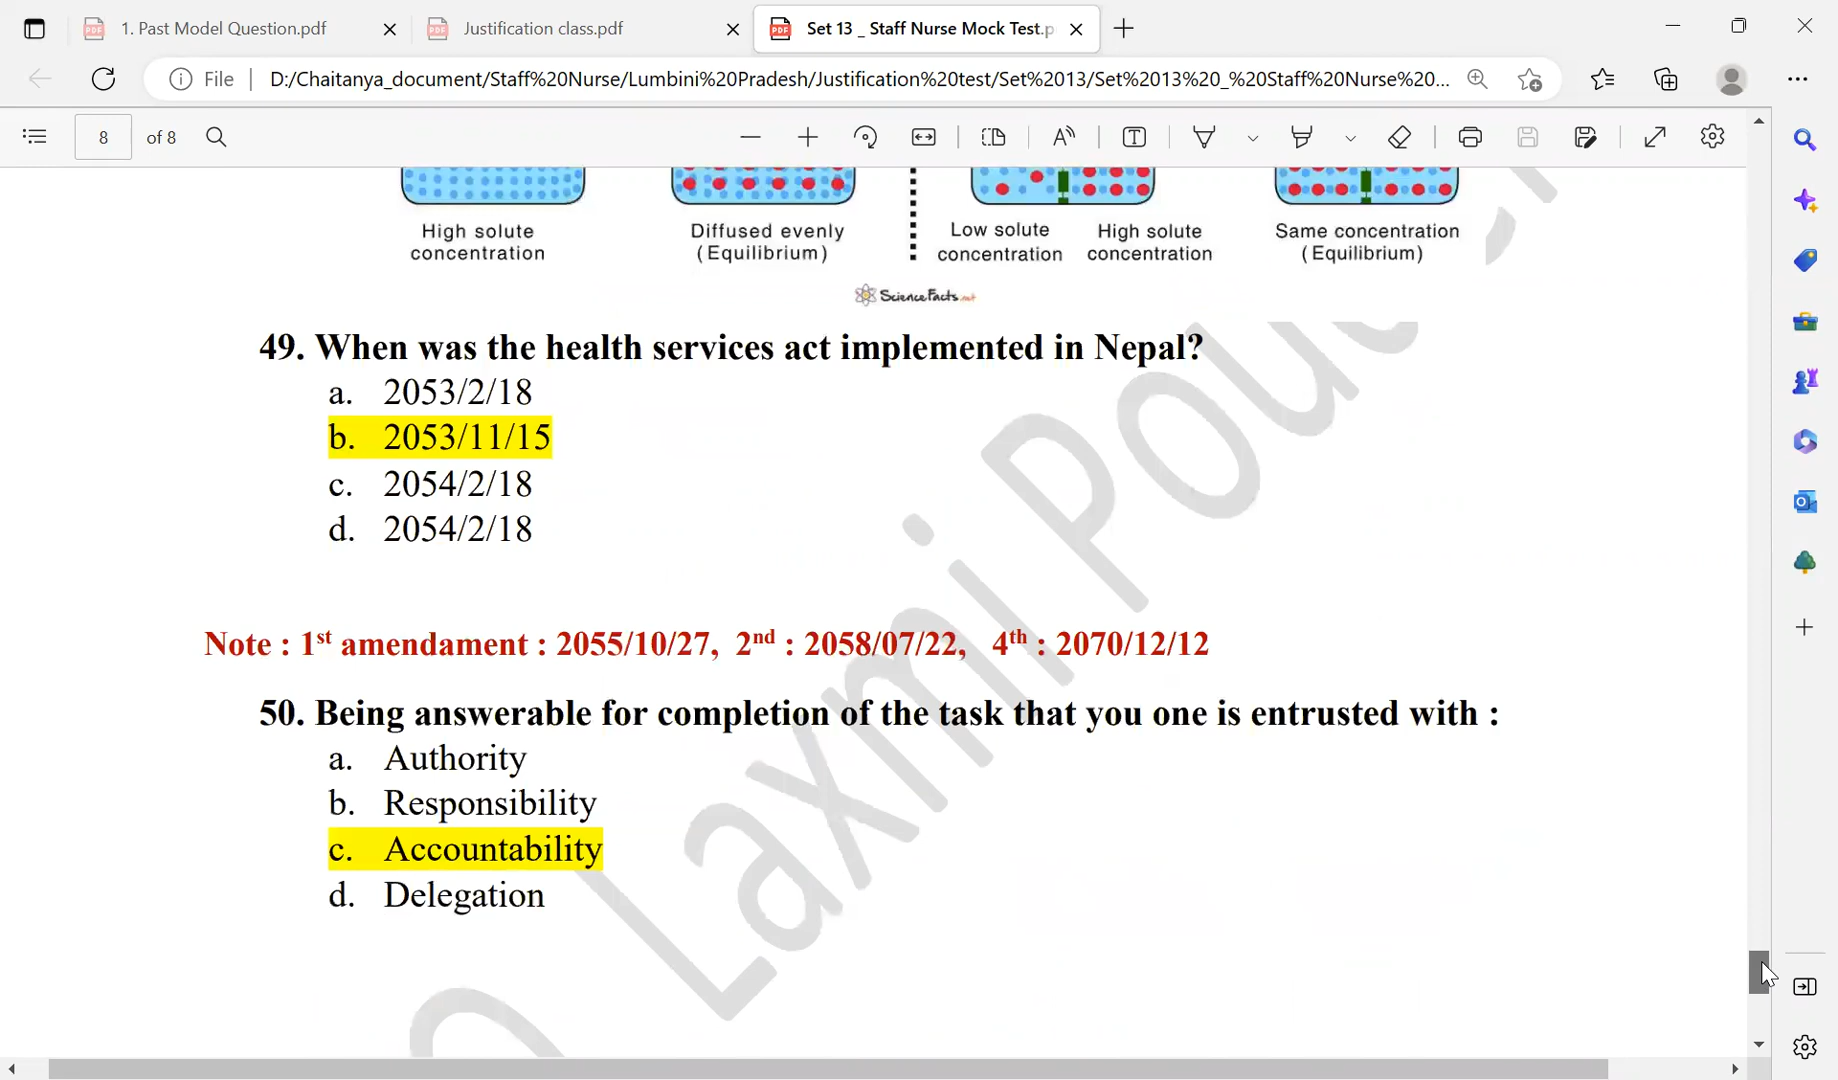 1. Past Model Question.pdf
Justification class.pdf
Set 13 _ Staff Nurse Mock Test.p
File
D:/Chaitanya_document/Staff%20Nurse/Lumbini%20Pradesh/Justification%20test/Set%2013/Set%2013%20_%20Staff%20Nurse%20...
8 of 8
High solute concentration
Diffused evenly (Equilibrium)
Low solute concentration
High solute concentration
Same concentration (Equilibrium)
ScienceFacts.net
49. When was the health services act implemented in Nepal?
a. 2053/2/18
b. 2053/11/15
c. 2054/2/18
d. 2054/2/18
Note : 1st amendament : 2055/10/27, 2nd : 2058/07/22, 4th : 2070/12/12
50. Being answerable for completion of the task that you one is entrusted with :
a. Authority
b. Responsibility
c. Accountability
d. Delegation
Laxmi